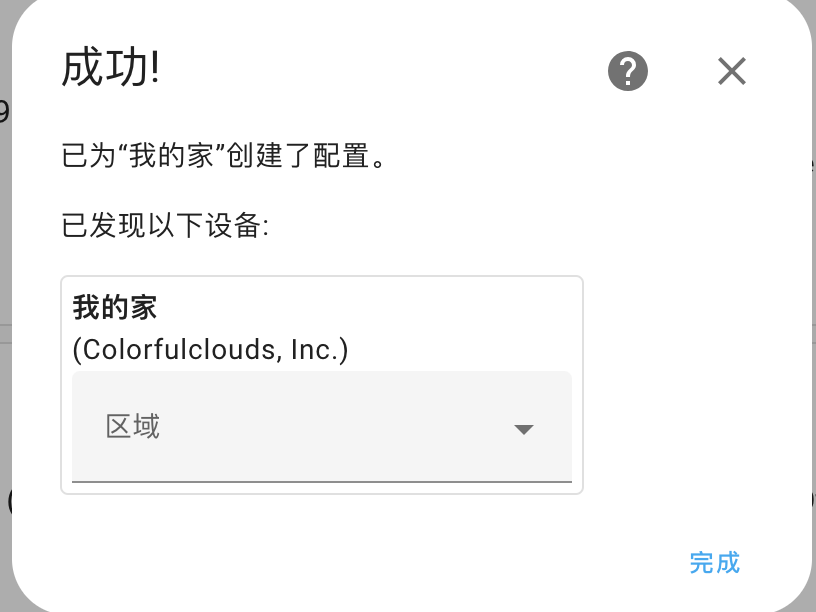 成功!
已为“我的家”创建了配置。
已发现以下设备:
我的家
(Colorfulclouds, Inc.)
区域
完成